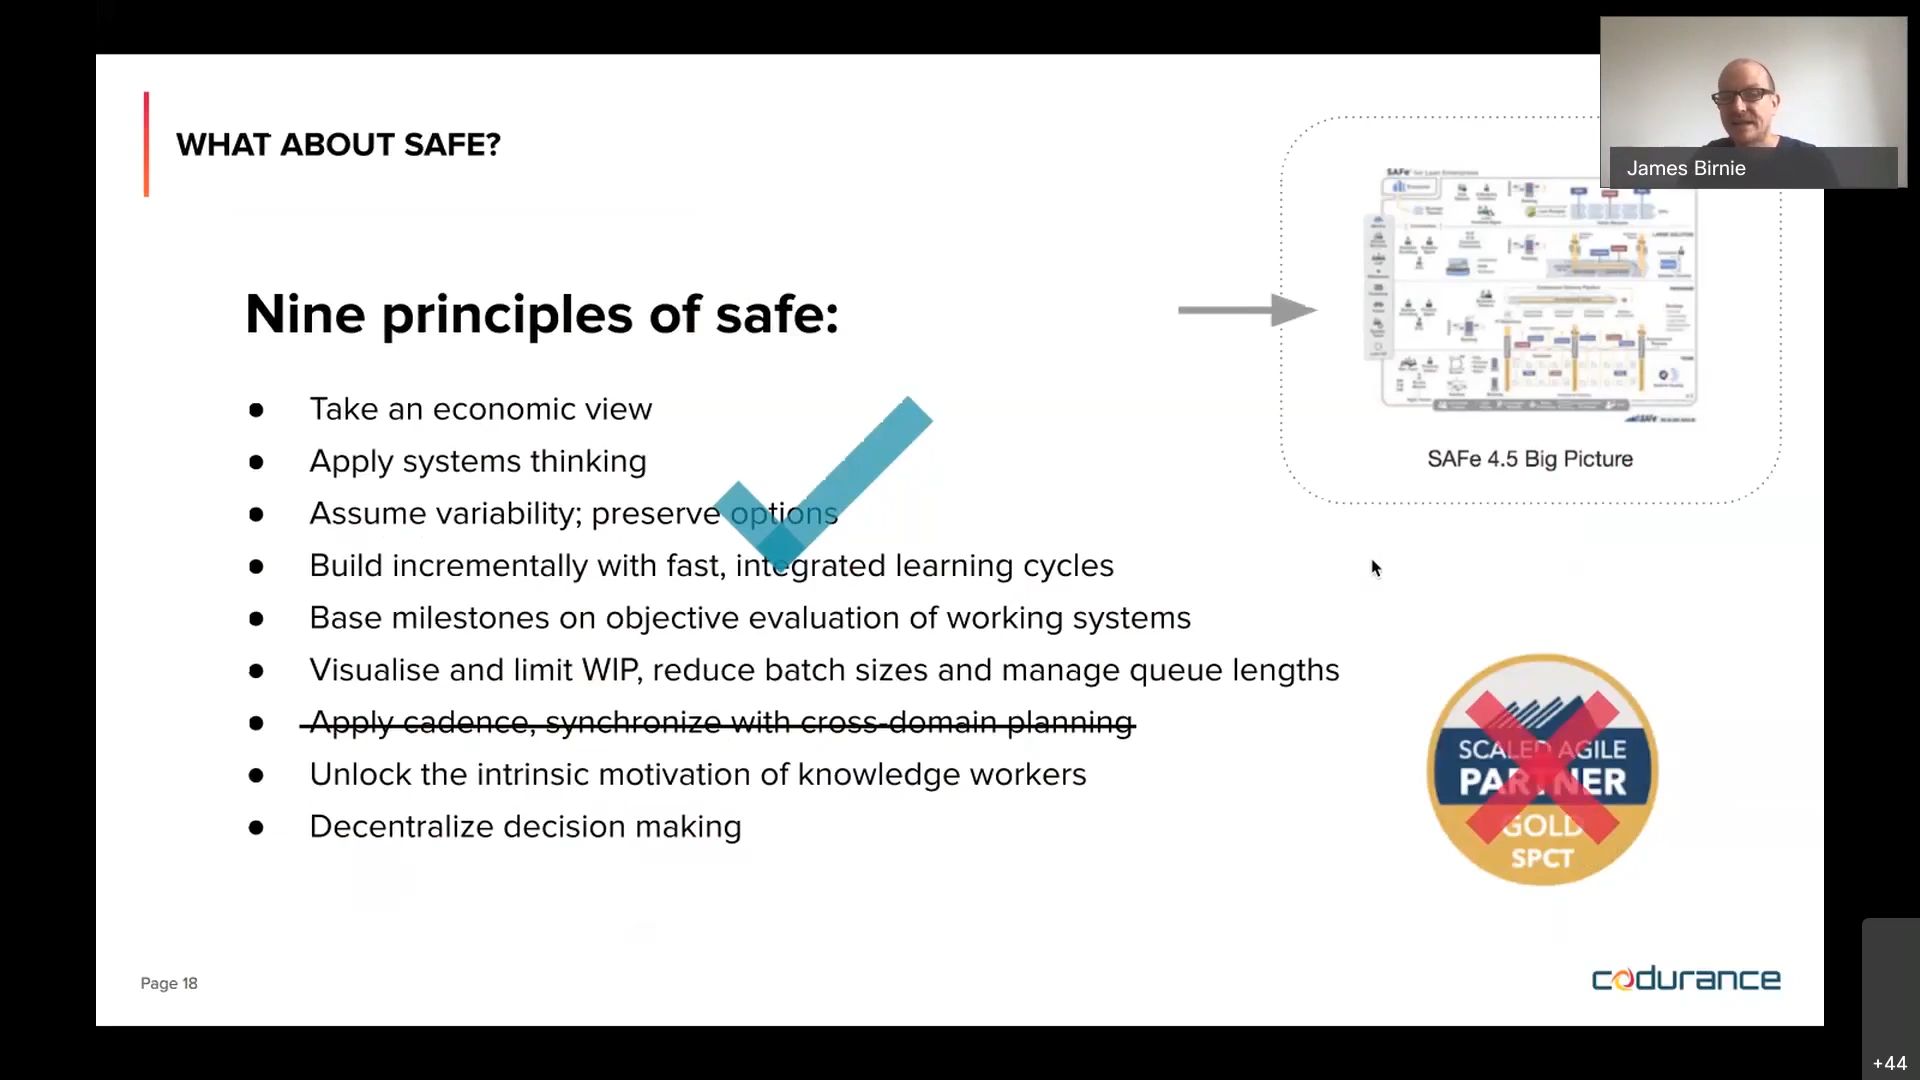 WHAT ABOUT SAFE?
James Birnie
Nine principles of safe:
● Take an economic view
● Apply systems thinking
● Assume variability; preserve options
● Build incrementally with fast, integrated learning cycles
● Base milestones on objective evaluation of working systems
● Visualise and limit WIP, reduce batch sizes and manage queue lengths
● Apply cadence, synchronize with cross-domain planning
● Unlock the intrinsic motivation of knowledge workers
● Decentralize decision making
SAFe for Lean Enterprises
SAFe 4.5 Big Picture
SCALED AGILE
PARTNER
GOLD
SPCT
Page 18
codurance
+44